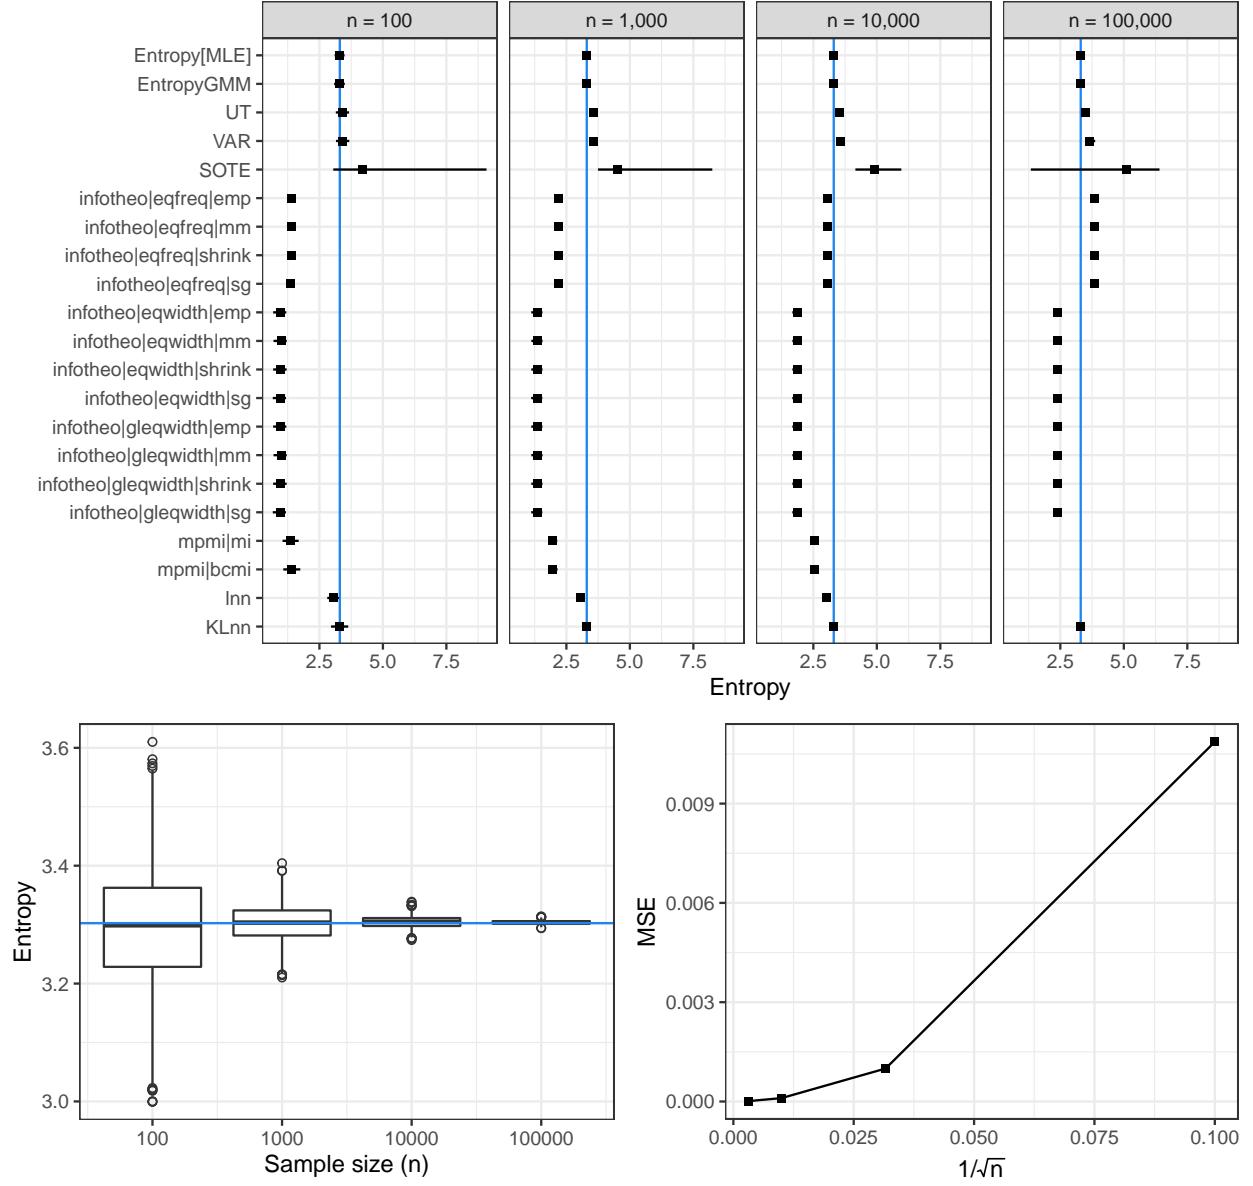 n = 100 n = 1,000 n = 10,000 n = 100,000
Entropy[MLE]
EntropyGMM
UT
VAR
SOTE
infotheo|eqfreq|emp
infotheo|eqfreq|mm
infotheo|eqfreq|shrink
infotheo|eqfreq|sg
infotheo|eqwidth|emp
infotheo|eqwidth|mm
infotheo|eqwidth|shrink
infotheo|eqwidth|sg
infotheo|gleqwidth|emp
infotheo|gleqwidth|mm
infotheo|gleqwidth|shrink
infotheo|gleqwidth|sg
mpmi|mi
mpmi|bcmi
lnn
KLnn
2.5 5.0 7.5 2.5 5.0 7.5 2.5 5.0 7.5 2.5 5.0 7.5
Entropy
3.6
3.4
3.2
3.0
Entropy
100 1000 10000 100000
Sample size (n)
0.009
0.006
0.003
0.000
MSE
0.000 0.025 0.050 0.075 0.100
1/√n